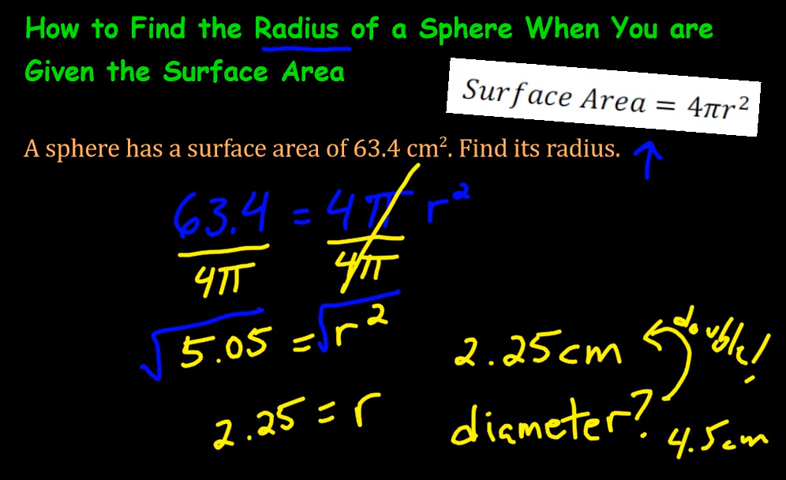 How to Find the Radius of a Sphere When You are
Given the Surface Area
Surface Area = 4πr²
A sphere has a surface area of 63.4 cm². Find its radius.
63.4 = 4π r²
4π 4π
√5.05 = √r²
2.25 = r
2.25cm
double!
diameter?
4.5cm